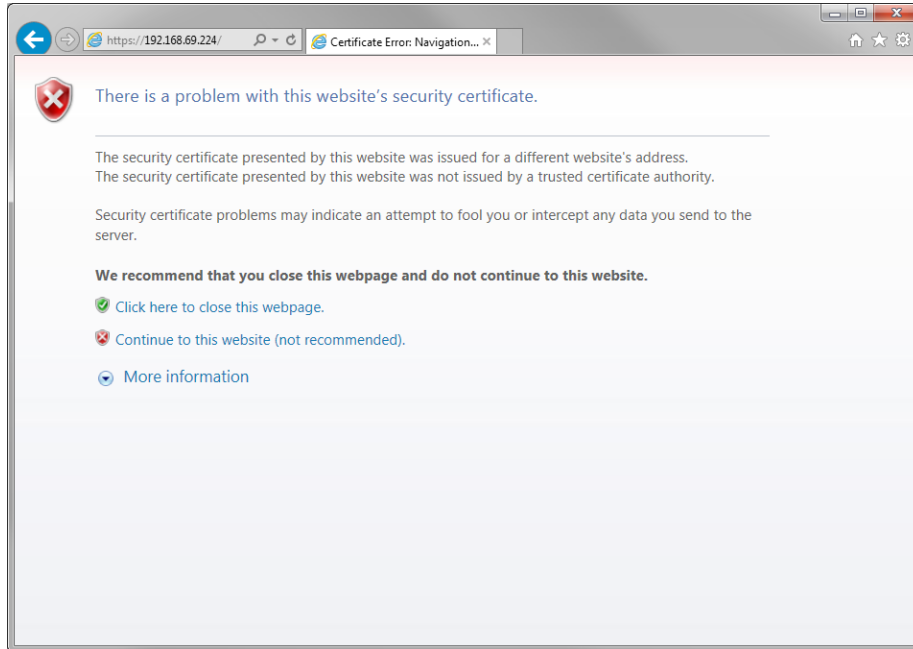 https://192.168.69.224/
Certificate Error: Navigation...
There is a problem with this website's security certificate.
The security certificate presented by this website was issued for a different website's address.
The security certificate presented by this website was not issued by a trusted certificate authority.
Security certificate problems may indicate an attempt to fool you or intercept any data you send to the
server.
We recommend that you close this webpage and do not continue to this website.
Click here to close this webpage.
Continue to this website (not recommended).
More information